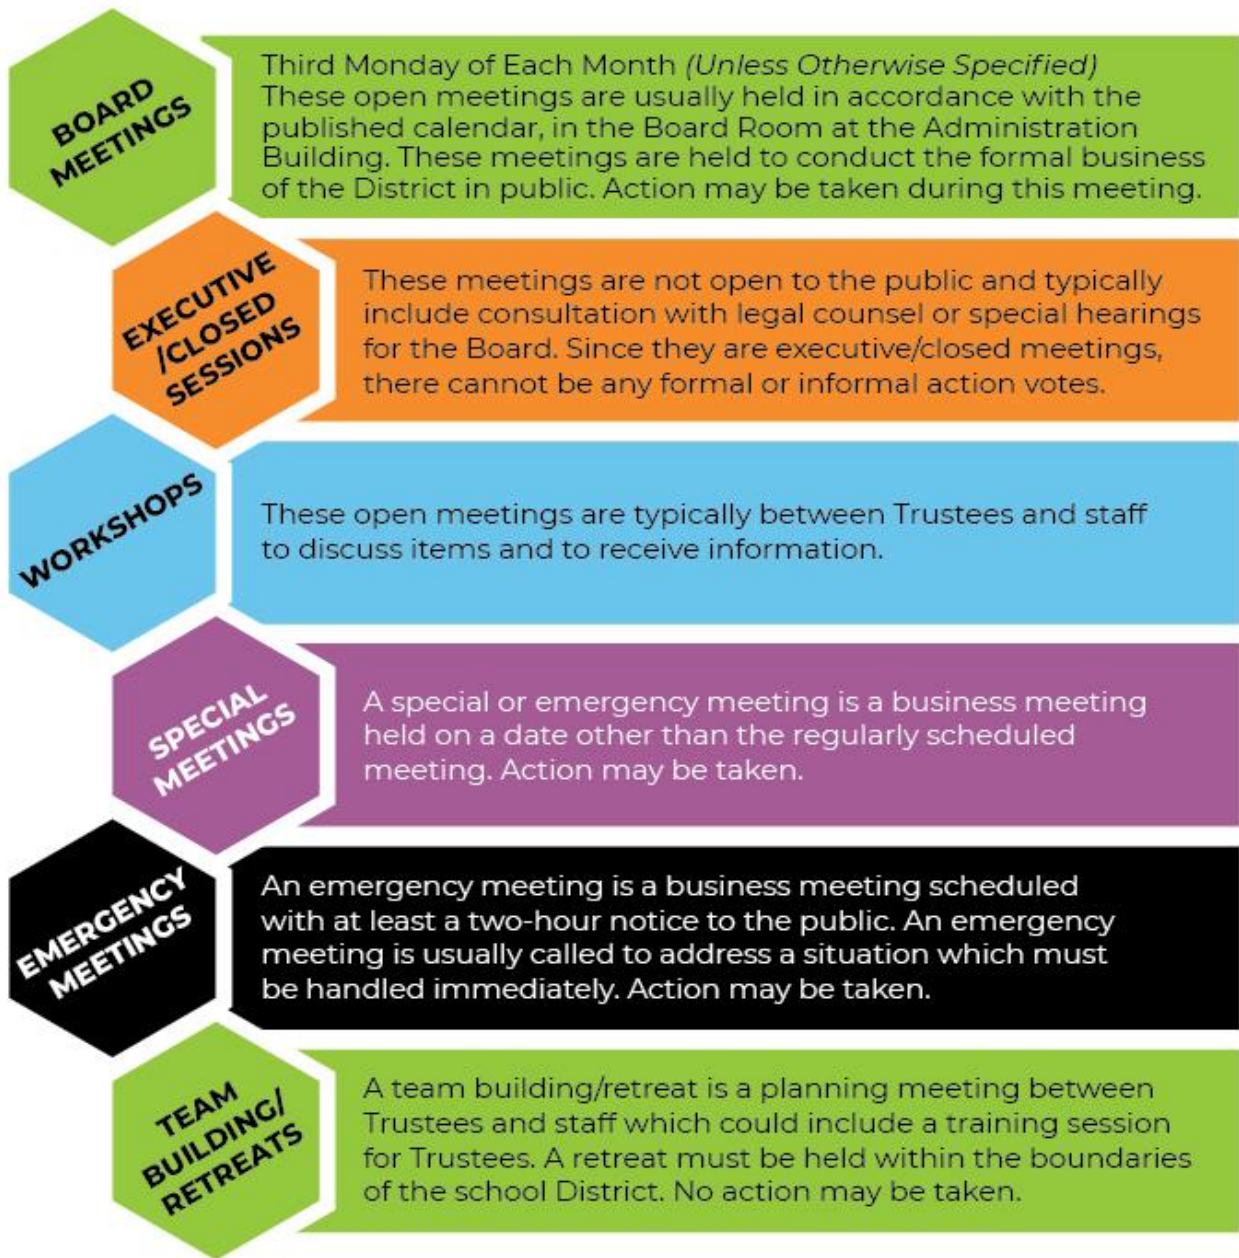 BOARD
MEETINGS
Third Monday of Each Month (Unless Otherwise Specified)
These open meetings are usually held in accordance with the
published calendar, in the Board Room at the Administration
Building. These meetings are held to conduct the formal business
of the District in public. Action may be taken during this meeting.
EXECUTIVE
/CLOSED
SESSIONS
These meetings are not open to the public and typically
include consultation with legal counsel or special hearings
for the Board. Since they are executive/closed meetings,
there cannot be any formal or informal action votes.
WORKSHOPS
These open meetings are typically between Trustees and staff
to discuss items and to receive information.
SPECIAL
MEETINGS
A special or emergency meeting is a business meeting
held on a date other than the regularly scheduled
meeting. Action may be taken.
EMERGENCY
MEETINGS
An emergency meeting is a business meeting scheduled
with at least a two-hour notice to the public. An emergency
meeting is usually called to address a situation which must
be handled immediately. Action may be taken.
TEAM
BUILDING/
RETREATS
A team building/retreat is a planning meeting between
Trustees and staff which could include a training session
for Trustees. A retreat must be held within the boundaries
of the school District. No action may be taken.